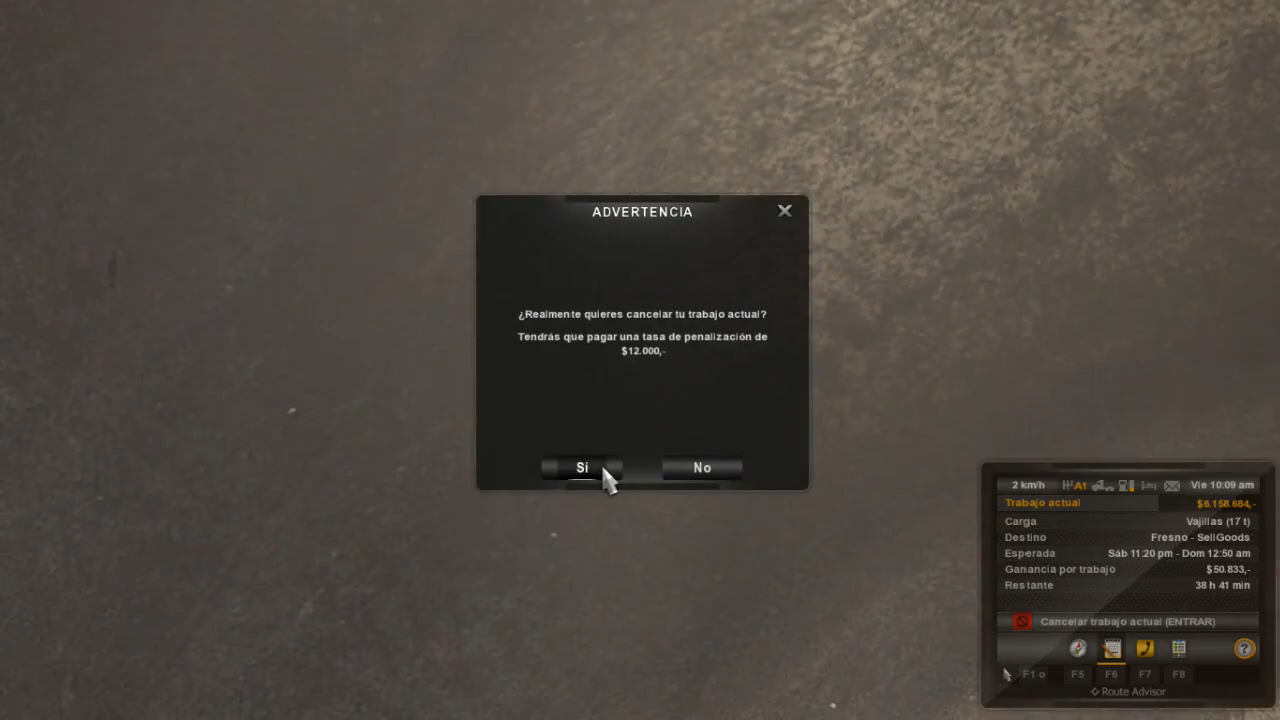 ADVERTENCIA
¿Realmente quieres cancelar tu trabajo actual?
Tendrás que pagar una tasa de penalización de
$12.000,-
Sí No
2 km/h A1 Vie 10:09 am
Trabajo actual $6.158.684,-
Carga Vajillas (17 t)
Destino Fresno - SellGoods
Esperada Sáb 11:20 pm - Dom 12:50 am
Ganancia por trabajo $50.833,-
Restante 38 h 41 min
Cancelar trabajo actual (ENTRAR)
?
F1 o F5 F6 F7 F8
Route Advisor